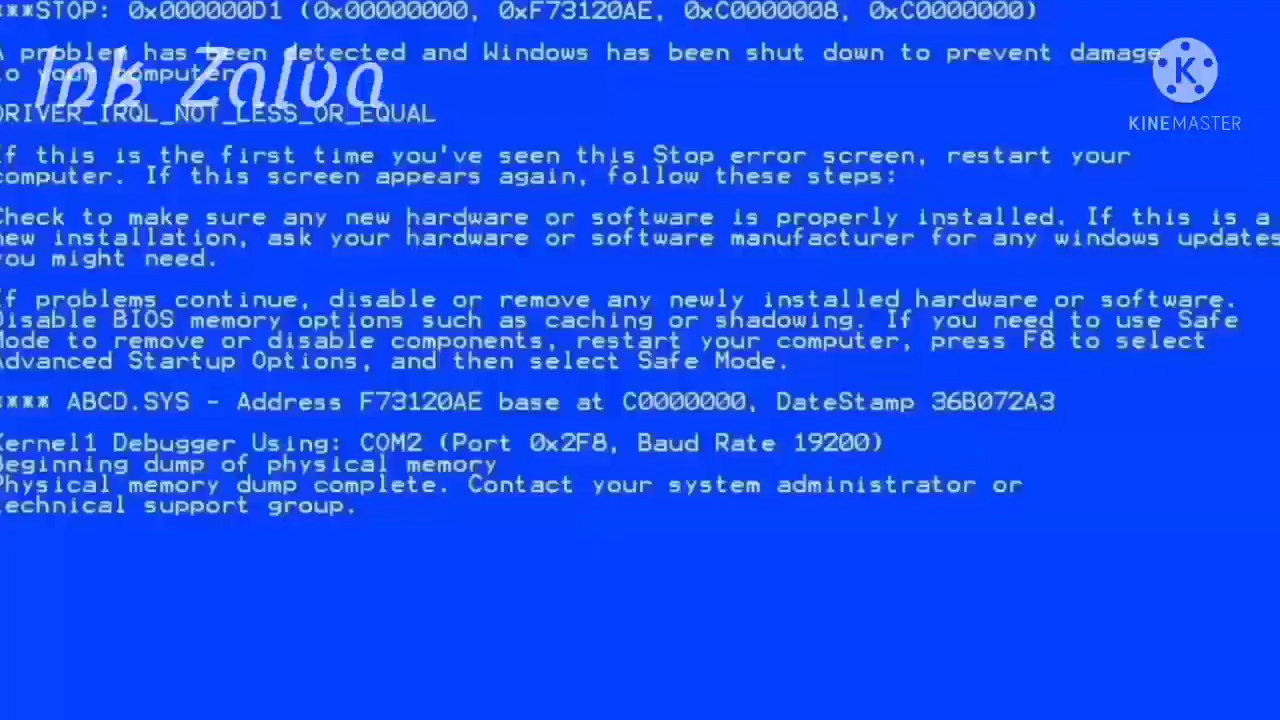 ***STOP: 0x000000D1 (0x00000000, 0xF73120AE, 0xC0000008, 0xC0000000)
A problem has been detected and Windows has been shut down to prevent damage
to your computer
Ink Zalva
KINEMASTER
DRIVER_IRQL_NOT_LESS_OR_EQUAL
If this is the first time you've seen this Stop error screen, restart your
computer. If this screen appears again, follow these steps:
Check to make sure any new hardware or software is properly installed. If this is a
new installation, ask your hardware or software manufacturer for any windows updates
you might need.
If problems continue, disable or remove any newly installed hardware or software.
Disable BIOS memory options such as caching or shadowing. If you need to use Safe
Mode to remove or disable components, restart your computer, press F8 to select
Advanced Startup Options, and then select Safe Mode.
**** ABCD.SYS - Address F73120AE base at C0000000, DateStamp 36B072A3
Kernel1 Debugger Using: COM2 (Port 0x2F8, Baud Rate 19200)
Beginning dump of physical memory
Physical memory dump complete. Contact your system administrator or
technical support group.